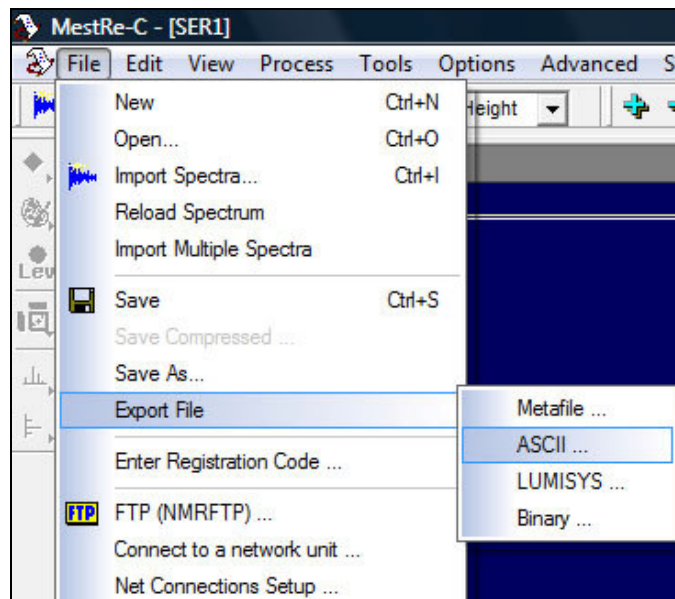 MestRe-C - [SER1]
File Edit View Process Tools Options Advanced S
New Ctrl+N
Height
Open... Ctrl+O
Import Spectra... Ctrl+I
Reload Spectrum
Import Multiple Spectra
Lev
Save Ctrl+S
Save Compressed ...
Save As...
Export File
Metafile ...
ASCII ...
LUMISYS ...
Binary ...
Enter Registration Code ...
FTP FTP (NMRFTP) ...
Connect to a network unit ...
Net Connections Setup ...